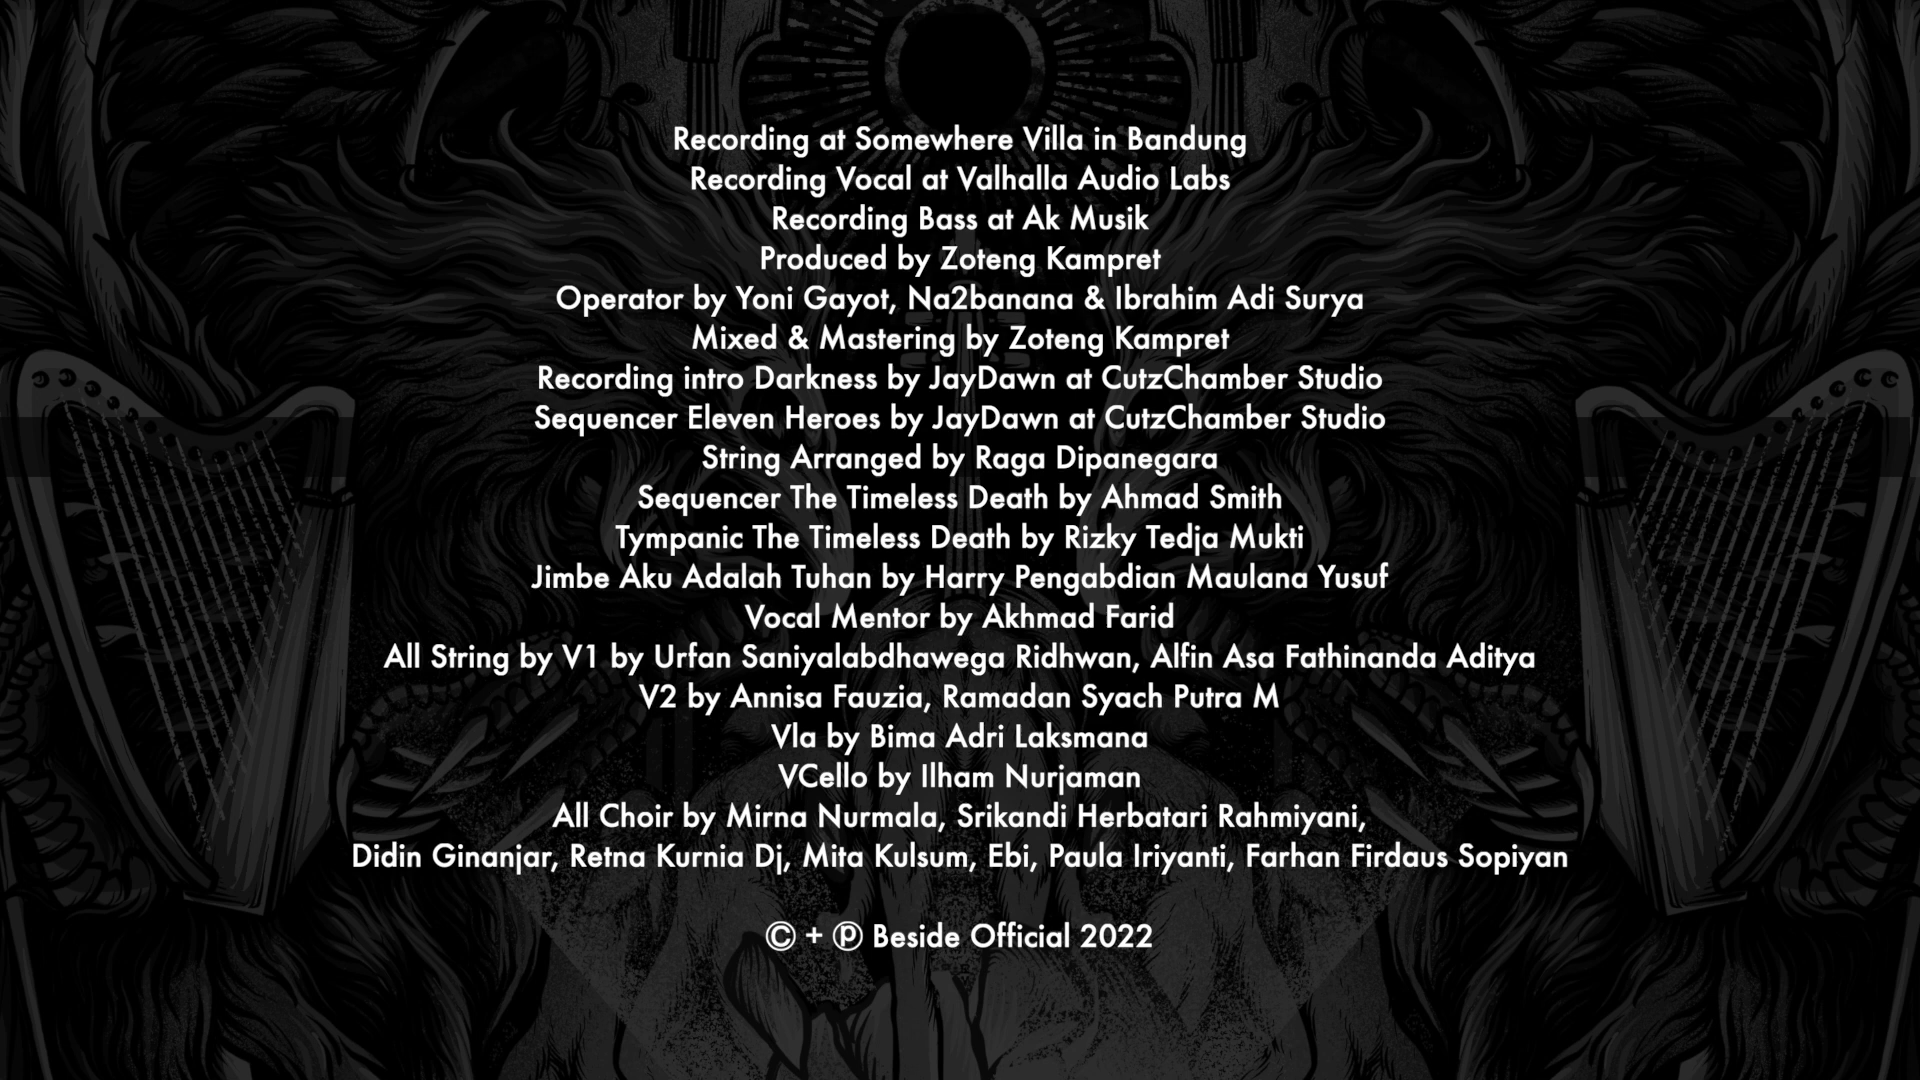 Recording at Somewhere Villa in Bandung
Recording Vocal at Valhalla Audio Labs
Recording Bass at Ak Musik
Produced by Zoteng Kampret
Operator by Yoni Gayot, Na2banana & Ibrahim Adi Surya
Mixed & Mastering by Zoteng Kampret
Recording intro Darkness by JayDawn at CutzChamber Studio
Sequencer Eleven Heroes by JayDawn at CutzChamber Studio
String Arranged by Raga Dipanegara
Sequencer The Timeless Death by Ahmad Smith
Tympanic The Timeless Death by Rizky Tedja Mukti
Jimbe Aku Adalah Tuhan by Harry Pengabdian Maulana Yusuf
Vocal Mentor by Akhmad Farid
All String by V1 by Urfan Saniyalabdhawega Ridhwan, Alfin Asa Fathinanda Aditya
V2 by Annisa Fauzia, Ramadan Syach Putra M
Vla by Bima Adri Laksmana
VCello by Ilham Nurjaman
All Choir by Mirna Nurmala, Srikandi Herbatari Rahmiyani,
Didin Ginanjar, Retna Kurnia Dj, Mita Kulsum, Ebi, Paula Iriyanti, Farhan Firdaus Sopiyan
© + ℗ Beside Official 2022